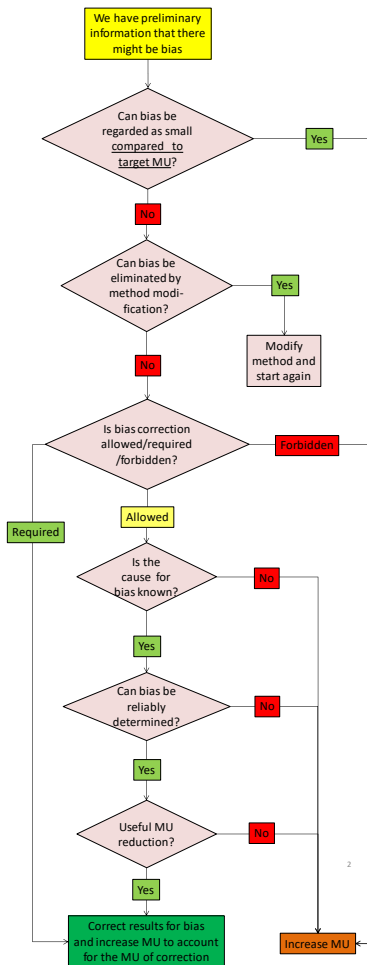 We have preliminary
information that there
might be bias
Can bias be
regarded as small
compared to
target MU?
Yes
No
Can bias be
eliminated by
method modi-
fication?
Yes
Modify
method and
start again
No
Is bias correction
allowed/required
/forbidden?
Forbidden
Allowed
Required
Is the
cause for
bias known?
No
Yes
Can bias be
reliably
determined?
No
Yes
Useful MU
reduction?
No
2
Yes
Correct results for bias
and increase MU to account
for the MU of correction
Increase MU